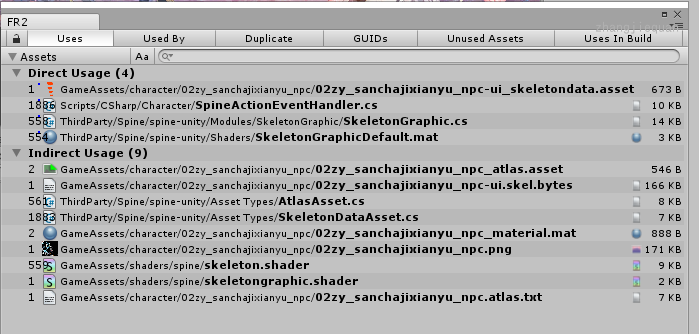 FR2
Uses Used By Duplicate GUIDs Unused Assets Uses In Build
Assets Aa
Direct Usage (4)
1 GameAssets/character/02zy_sanchajixianyu_npc/02zy_sanchajixianyu_npc-ui_skeletondata.asset 673 B
1886 Scripts/CSharp/Character/SpineActionEventHandler.cs 10 KB
558 ThirdParty/Spine/spine-unity/Modules/SkeletonGraphic/SkeletonGraphic.cs 14 KB
554 ThirdParty/Spine/spine-unity/Shaders/SkeletonGraphicDefault.mat 3 KB
Indirect Usage (9)
2 GameAssets/character/02zy_sanchajixianyu_npc/02zy_sanchajixianyu_npc_atlas.asset 546 B
1 GameAssets/character/02zy_sanchajixianyu_npc/02zy_sanchajixianyu_npc-ui.skel.bytes 166 KB
561 ThirdParty/Spine/spine-unity/Asset Types/AtlasAsset.cs 8 KB
1883 ThirdParty/Spine/spine-unity/Asset Types/SkeletonDataAsset.cs 7 KB
2 GameAssets/character/02zy_sanchajixianyu_npc/02zy_sanchajixianyu_npc_material.mat 888 B
1 GameAssets/character/02zy_sanchajixianyu_npc/02zy_sanchajixianyu_npc.png 171 KB
559 GameAssets/shaders/spine/skeleton.shader 9 KB
1 GameAssets/shaders/spine/skeletongraphic.shader 2 KB
1 GameAssets/character/02zy_sanchajixianyu_npc/02zy_sanchajixianyu_npc.atlas.txt 7 KB